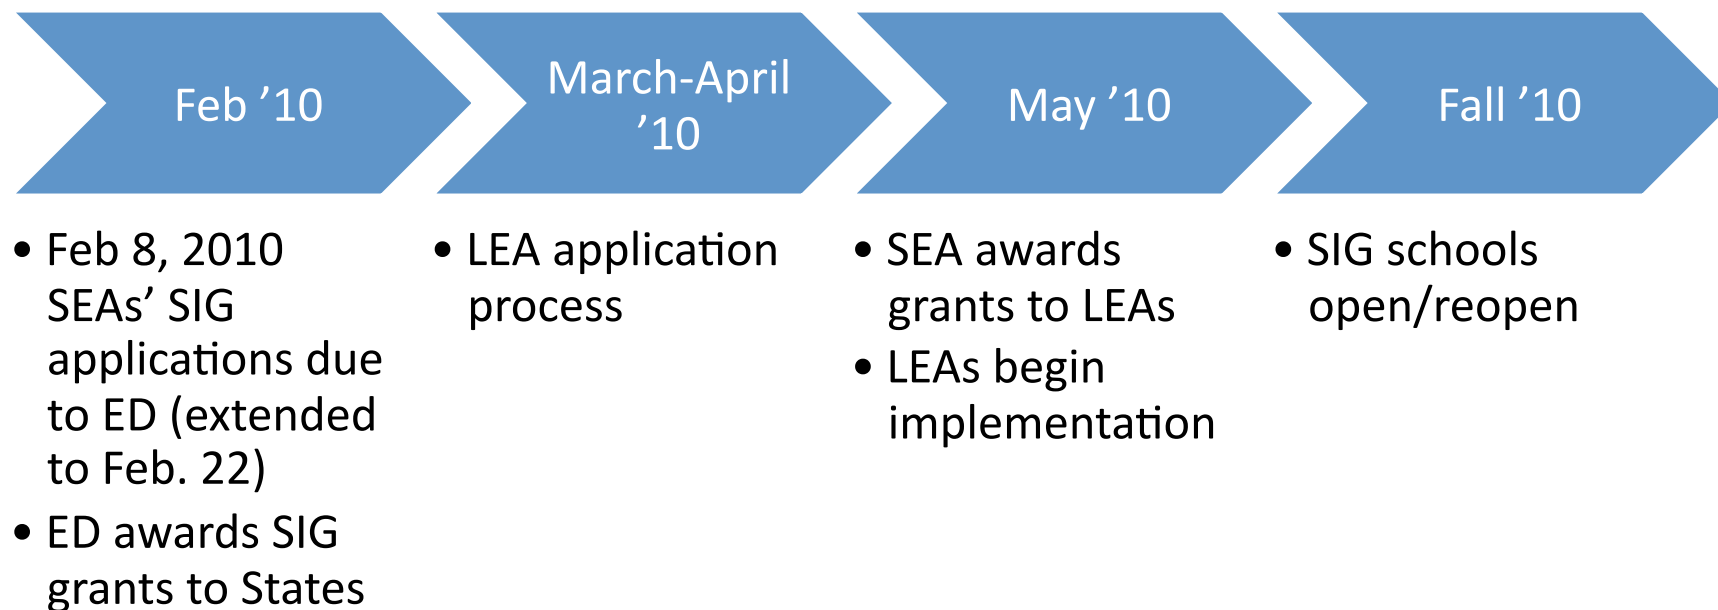 Feb ’10
• Feb 8, 2010
SEAs’ SIG
applications due
to ED (extended
to Feb. 22)
• ED awards SIG
grants to States
March-April
’10
• LEA application
process
May ’10
• SEA awards
grants to LEAs
• LEAs begin
implementation
Fall ’10
• SIG schools
open/reopen